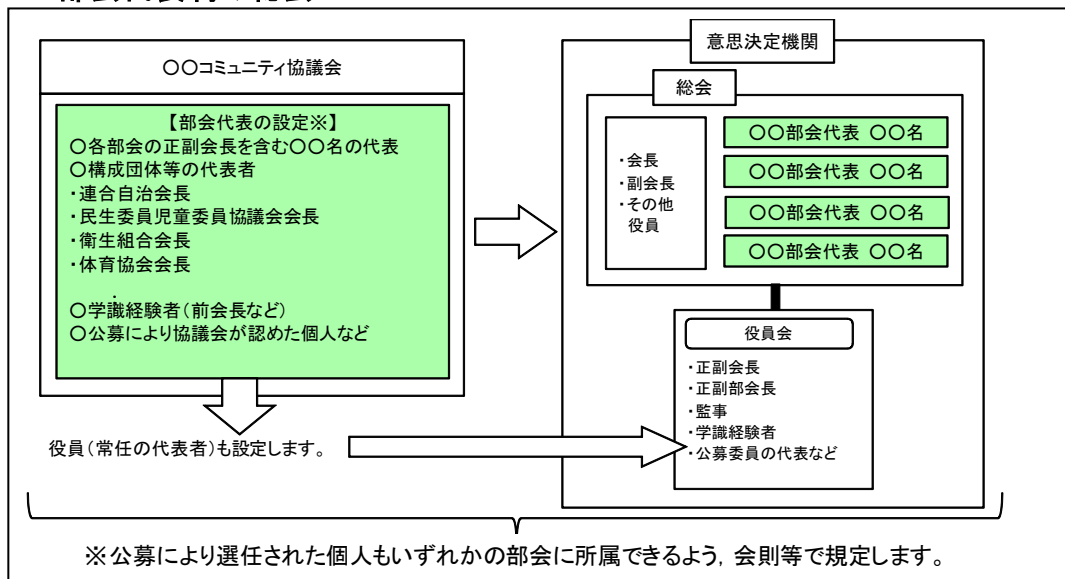 〇〇コミュニティ協議会
【部会代表の設定※】
〇各部会の正副会長を含む〇〇名の代表
〇構成団体等の代表者
・連合自治会長
・民生委員児童委員協議会会長
・衛生組合会長
・体育協会会長
：
〇学識経験者（前会長など）
〇公募により協議会が認めた個人など
役員（常任の代表者）も設定します。
意思決定機関
総会
・会長
・副会長
・その他
役員
〇〇部会代表 〇〇名
〇〇部会代表 〇〇名
〇〇部会代表 〇〇名
〇〇部会代表 〇〇名
役員会
・正副会長
・正副部会長
・監事
・学識経験者
・公募委員の代表など
※公募により選任された個人もいずれかの部会に所属できるよう，会則等で規定します。